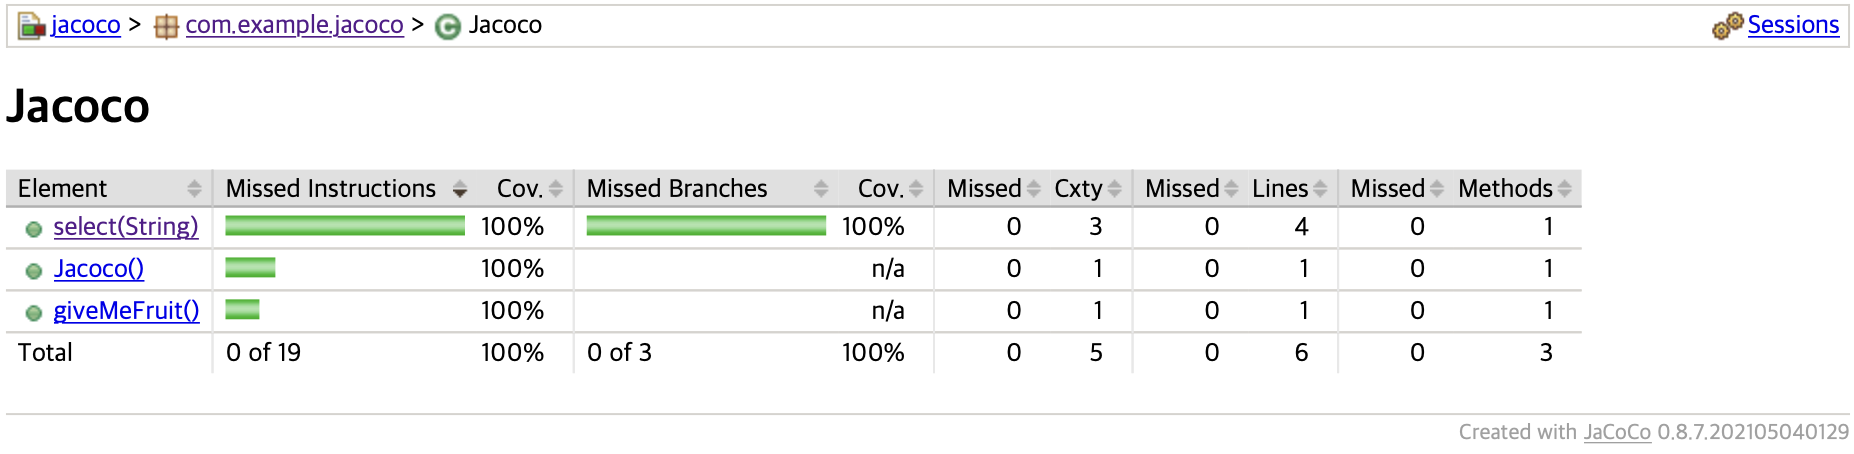 jacoco > com.example.jacoco > Jacoco Sessions
Jacoco
Element Missed Instructions Cov. Missed Branches Cov. Missed Cxty Missed Lines Missed Methods
select(String) 100% 100% 0 3 0 4 0 1
Jacoco() 100% n/a 0 1 0 1 0 1
giveMeFruit() 100% n/a 0 1 0 1 0 1
Total 0 of 19 100% 0 of 3 100% 0 5 0 6 0 3
Created with JaCoCo 0.8.7.202105040129